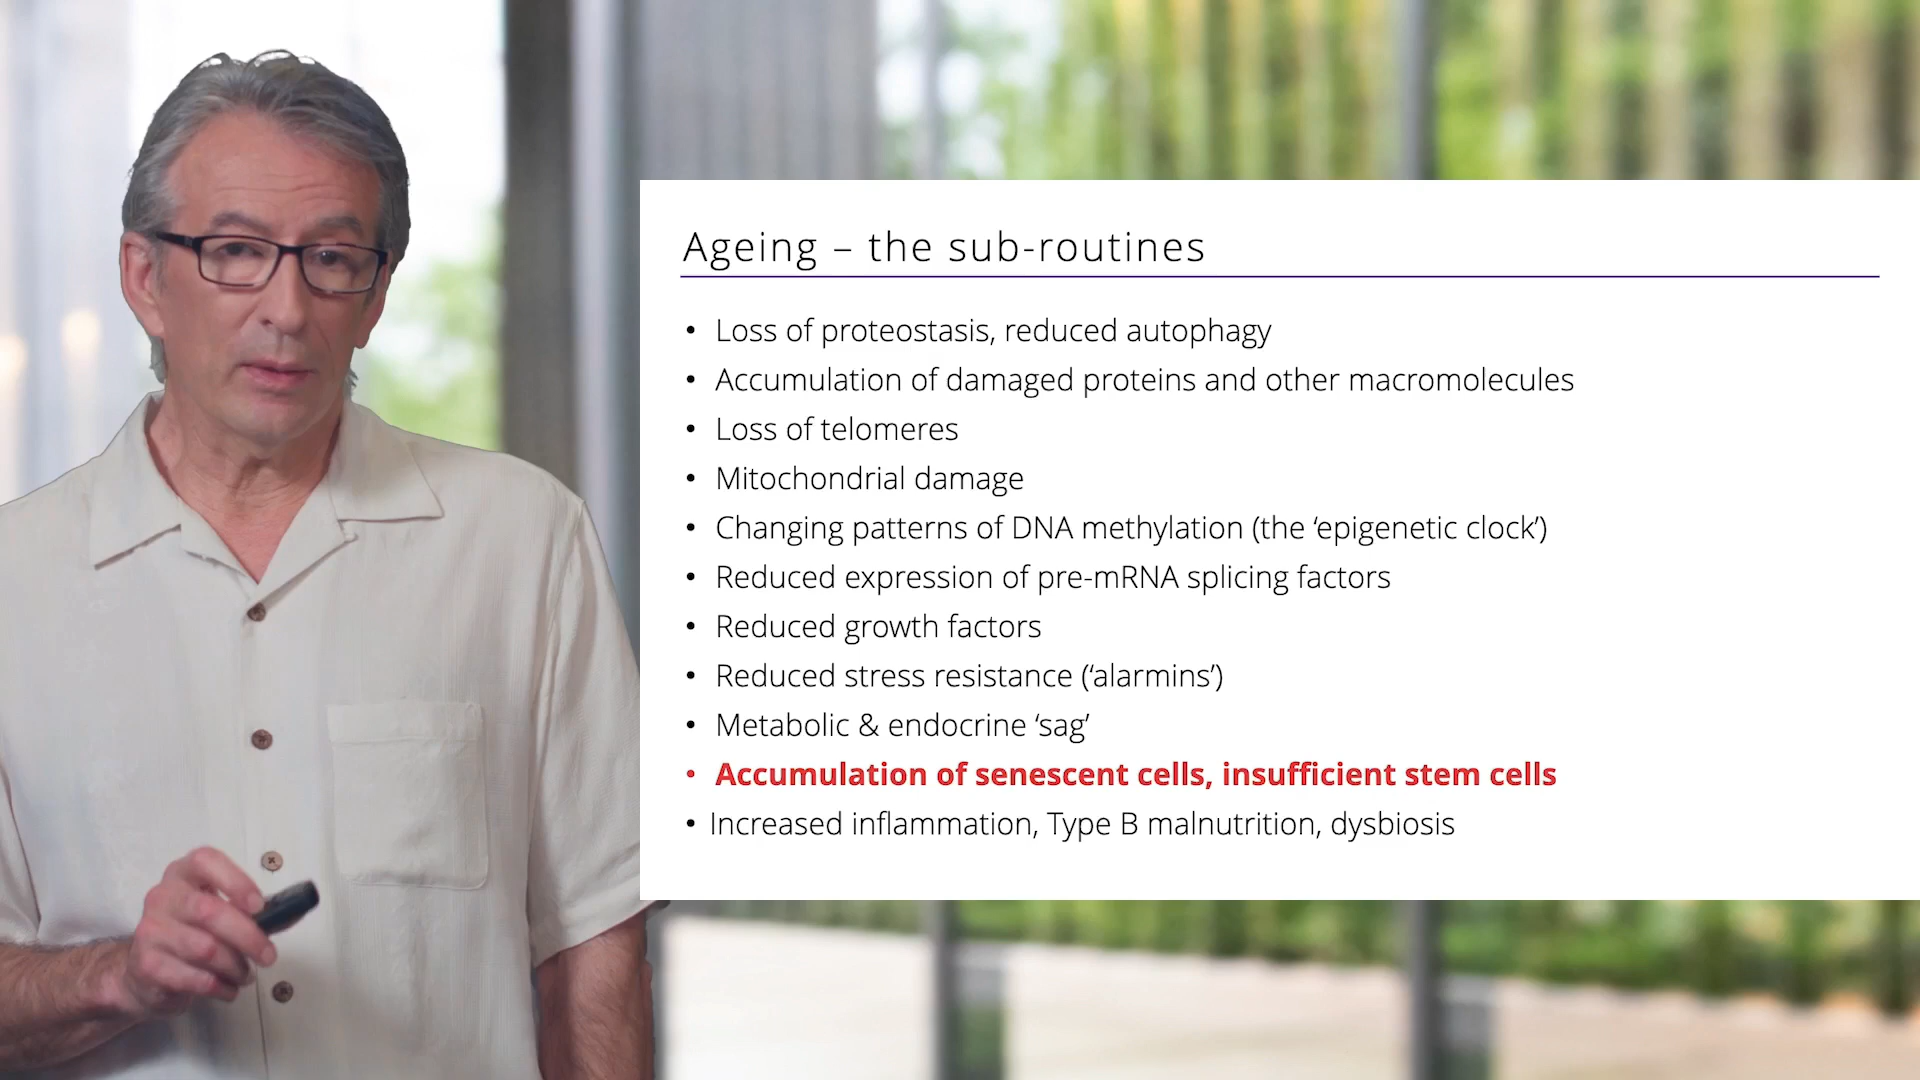 Ageing – the sub-routines
• Loss of proteostasis, reduced autophagy
• Accumulation of damaged proteins and other macromolecules
• Loss of telomeres
• Mitochondrial damage
• Changing patterns of DNA methylation (the ‘epigenetic clock’)
• Reduced expression of pre-mRNA splicing factors
• Reduced growth factors
• Reduced stress resistance (‘alarmins’)
• Metabolic & endocrine ‘sag’
• Accumulation of senescent cells, insufficient stem cells
• Increased inflammation, Type B malnutrition, dysbiosis